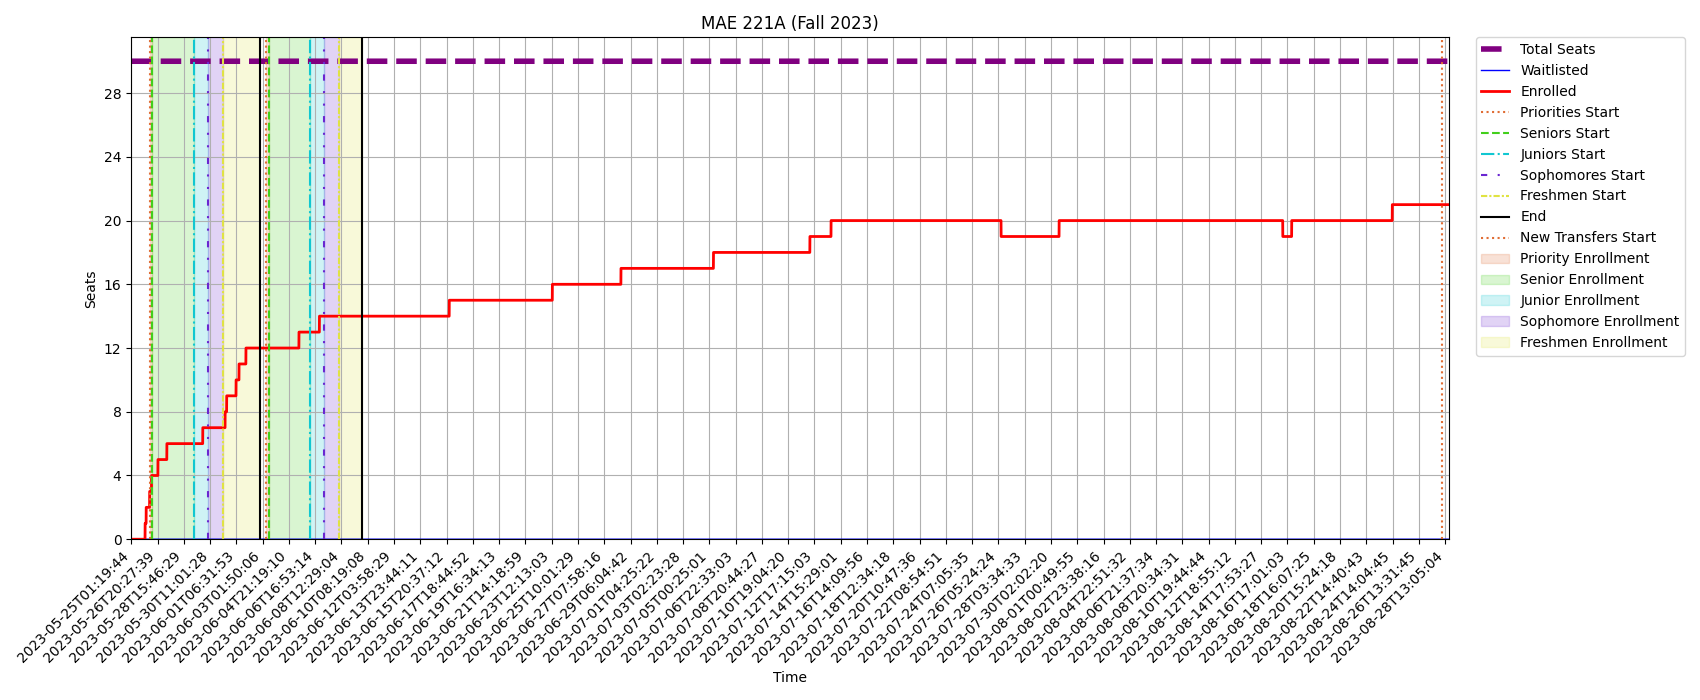 MAE 221A (Fall 2023)
Seats
28
24
20
16
12
8
4
0
2023-05-25T01:19:44
2023-05-26T20:27:39
2023-05-28T15:46:29
2023-05-30T11:01:28
2023-06-01T06:31:53
2023-06-03T01:50:06
2023-06-04T21:19:10
2023-06-06T16:53:14
2023-06-08T12:29:04
2023-06-10T08:19:08
2023-06-12T03:58:29
2023-06-13T23:44:11
2023-06-15T20:37:12
2023-06-17T18:44:52
2023-06-19T16:34:13
2023-06-21T14:18:59
2023-06-23T12:13:03
2023-06-25T10:01:29
2023-06-27T07:58:16
2023-06-29T06:04:42
2023-07-01T04:25:22
2023-07-03T02:23:28
2023-07-05T00:25:01
2023-07-06T22:33:03
2023-07-08T20:44:27
2023-07-10T19:04:20
2023-07-12T17:15:03
2023-07-14T15:29:01
2023-07-16T14:09:56
2023-07-18T12:34:18
2023-07-20T10:47:36
2023-07-22T08:54:51
2023-07-24T07:05:35
2023-07-26T05:24:24
2023-07-28T03:34:33
2023-07-30T02:02:20
2023-08-01T00:49:55
2023-08-02T23:38:16
2023-08-04T22:51:32
2023-08-06T21:37:34
2023-08-08T20:34:31
2023-08-10T19:44:44
2023-08-12T18:55:12
2023-08-14T17:53:27
2023-08-16T17:01:03
2023-08-18T16:07:25
2023-08-20T15:24:18
2023-08-22T14:40:43
2023-08-24T14:04:45
2023-08-26T13:31:45
2023-08-28T13:05:04
Time
Total Seats
Waitlisted
Enrolled
Priorities Start
Seniors Start
Juniors Start
Sophomores Start
Freshmen Start
End
New Transfers Start
Priority Enrollment
Senior Enrollment
Junior Enrollment
Sophomore Enrollment
Freshmen Enrollment